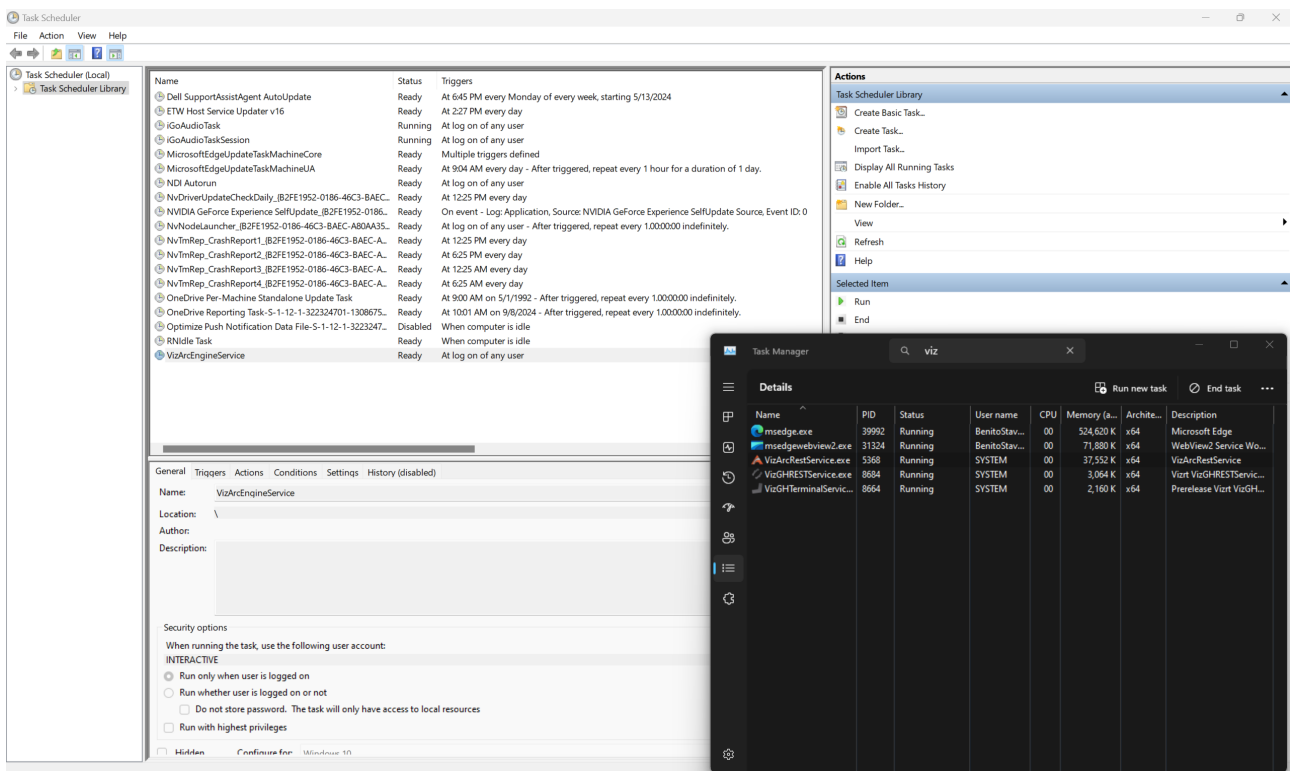 Task Scheduler
File Action View Help
Task Scheduler (Local)
Task Scheduler Library
Name Status Triggers
Dell SupportAssistAgent AutoUpdate Ready At 6:45 PM every Monday of every week, starting 5/13/2024
ETW Host Service Updater v16 Ready At 2:27 PM every day
iGoAudioTask Running At log on of any user
iGoAudioTaskSession Running At log on of any user
MicrosoftEdgeUpdateTaskMachineCore Ready Multiple triggers defined
MicrosoftEdgeUpdateTaskMachineUA Ready At 9:04 AM every day - After triggered, repeat every 1 hour for a duration of 1 day.
NDI Autorun Ready At log on of any user
NvDriverUpdateCheckDaily_{B2FE1952-0186-46C3-BAEC... Ready At 12:25 PM every day
NVIDIA GeForce Experience SelfUpdate_{B2FE1952-0186... Ready On event - Log: Application, Source: NVIDIA GeForce Experience SelfUpdate Source, Event ID: 0
NvNodeLauncher_{B2FE1952-0186-46C3-BAEC-A80AA35... Ready At log on of any user - After triggered, repeat every 1.00:00:00 indefinitely.
NvTmRep_CrashReport1_{B2FE1952-0186-46C3-BAEC-A... Ready At 12:25 PM every day
NvTmRep_CrashReport2_{B2FE1952-0186-46C3-BAEC-A... Ready At 6:25 PM every day
NvTmRep_CrashReport3_{B2FE1952-0186-46C3-BAEC-A... Ready At 12:25 AM every day
NvTmRep_CrashReport4_{B2FE1952-0186-46C3-BAEC-A... Ready At 6:25 AM every day
OneDrive Per-Machine Standalone Update Task Ready At 9:00 AM on 5/1/1992 - After triggered, repeat every 1.00:00:00 indefinitely.
OneDrive Reporting Task-S-1-12-1-322324701-1308675... Ready At 10:01 AM on 9/8/2024 - After triggered, repeat every 1.00:00:00 indefinitely.
Optimize Push Notification Data File-S-1-12-1-3223247... Disabled When computer is idle
RNIdle Task Ready When computer is idle
VizArcEngineService Ready At log on of any user
Actions
Task Scheduler Library
Create Basic Task...
Create Task...
Import Task...
Display All Running Tasks
Enable All Tasks History
New Folder...
View
Refresh
Help
Selected Item
Run
End
General Triggers Actions Conditions Settings History (disabled)
Name: VizArcEngineService
Location: \
Author:
Description:
Security options
When running the task, use the following user account:
INTERACTIVE
Run only when user is logged on
Run whether user is logged on or not
Do not store password. The task will only have access to local resources
Run with highest privileges
Hidden Configure for: Windows 10
Task Manager viz
Details Run new task End task
Name PID Status User name CPU Memory (a... Archite... Description
msedge.exe 39992 Running BenitoStav... 00 524,620 K x64 Microsoft Edge
msedgewebview2.exe 31324 Running BenitoStav... 00 71,880 K x64 WebView2 Service Wo...
VizArcRestService.exe 5368 Running SYSTEM 00 37,552 K x64 VizArcRestService
VizGHRESTService.exe 8684 Running SYSTEM 00 3,064 K x64 Vizrt VizGHRESTServic...
VizGHTerminalServic... 8664 Running SYSTEM 00 2,160 K x64 Prerelease Vizrt VizGH...